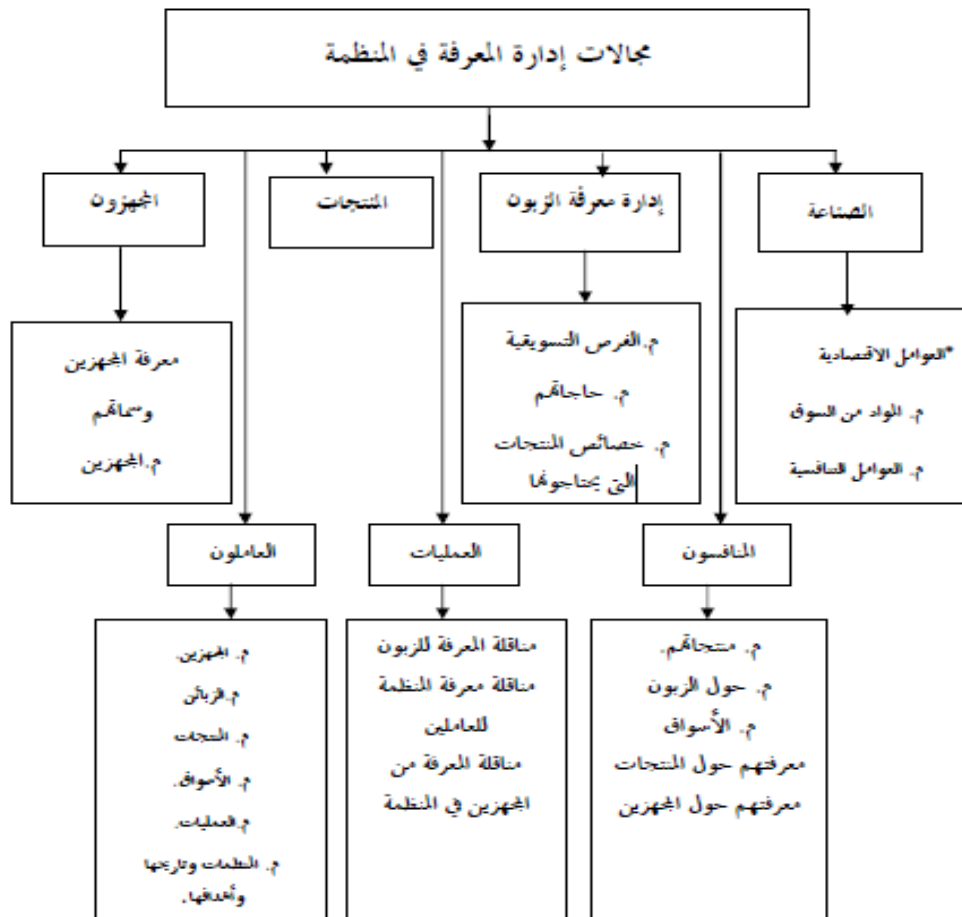 مجالات إدارة المعرفة في المنظمة
الصناعة
إدارة معرفة الزبون
المنتجات
المجهزون
*العوامل الاقتصادية
م. المواد من السوق
م. العوامل التنافسية
م.الفرص التسويقية
م. حاجاتهم
م. خصائص المنتجات
التي يحتاجونها
معرفة المجهزين
وسماتهم
م.المجهزين
المنافسون
العمليات
العاملون
م. منتجاتهم.
م. حول الزبون
م. الأسواق
معرفتهم حول المنتجات
معرفتهم حول المجهزين
مناقلة المعرفة للزبون
مناقلة معرفة المنظمة
للعاملين
مناقلة المعرفة من
المجهزين في المنظمة
م. المجهزين.
م.الزبائن
م. المنتجات
م. الأسواق.
م.العمليات.
م. المنظمات وتاريخها
وأهدافها.